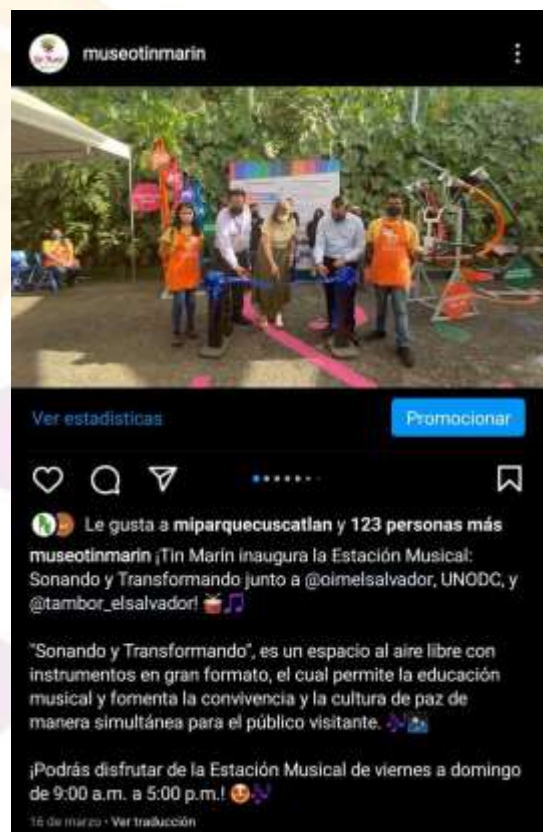 museotinmarin
Ver estadísticas
Promocionar
Le gusta a miparquecuscatlan y 123 personas más
museotinmarin ¡Tin Marín inaugura la Estación Musical:
Sonando y Transformando junto a @oimelsalvador, UNODC, y
@tambor_elsalvador! 🥁🎵
"Sonando y Transformando", es un espacio al aire libre con
instrumentos en gran formato, el cual permite la educación
musical y fomenta la convivencia y la cultura de paz de
manera simultánea para el público visitante. 🎶
¡Podrás disfrutar de la Estación Musical de viernes a domingo
de 9:00 a.m. a 5:00 p.m.! 🤩🎶
16 de marzo · Ver traducción